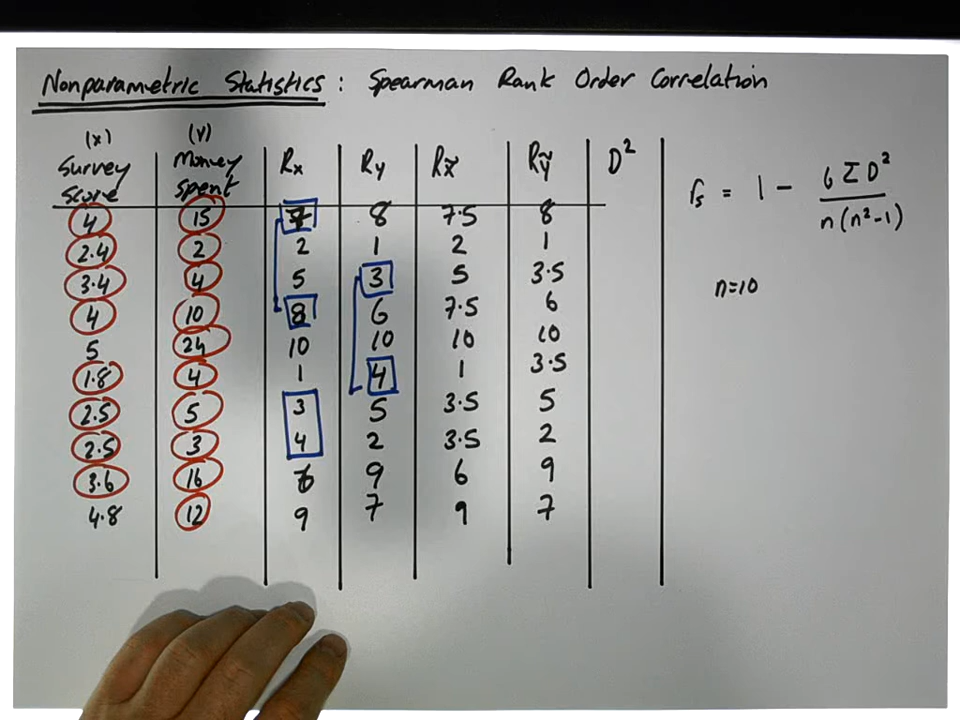 Nonparametric Statistics : Spearman Rank Order Correlation
(x) (y)
Survey Score Money Spent Rx Ry Rx̃ Rỹ D²
rs = 1 - 6ΣD² / n(n²-1)
n=10
4 15 7 8 7.5 8
2.4 2 2 1 2 1
3.4 4 5 3 5 3.5
4 10 8 6 7.5 6
5 24 10 10 10 10
1.8 4 1 4 1 3.5
2.5 5 3 5 3.5 5
2.5 3 4 2 3.5 2
3.6 16 6 9 6 9
4.8 12 9 7 9 7